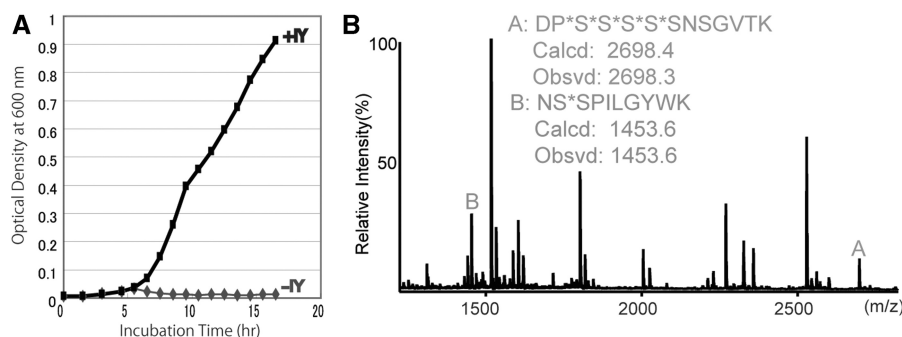 A
Optical Density at 600 nm
1
0.9
0.8
0.7
0.6
0.5
0.4
0.3
0.2
0.1
0
+IY
-IY
0
5
10
15
20
Incubation Time (hr)
B
Relative Intensity(%)
100
50
A: DP*S*S*S*S*SNSGVTK
Calcd: 2698.4
Obsvd: 2698.3
B: NS*SPILGYWK
Calcd: 1453.6
Obsvd: 1453.6
B
A
1500
2000
2500
(m/z)